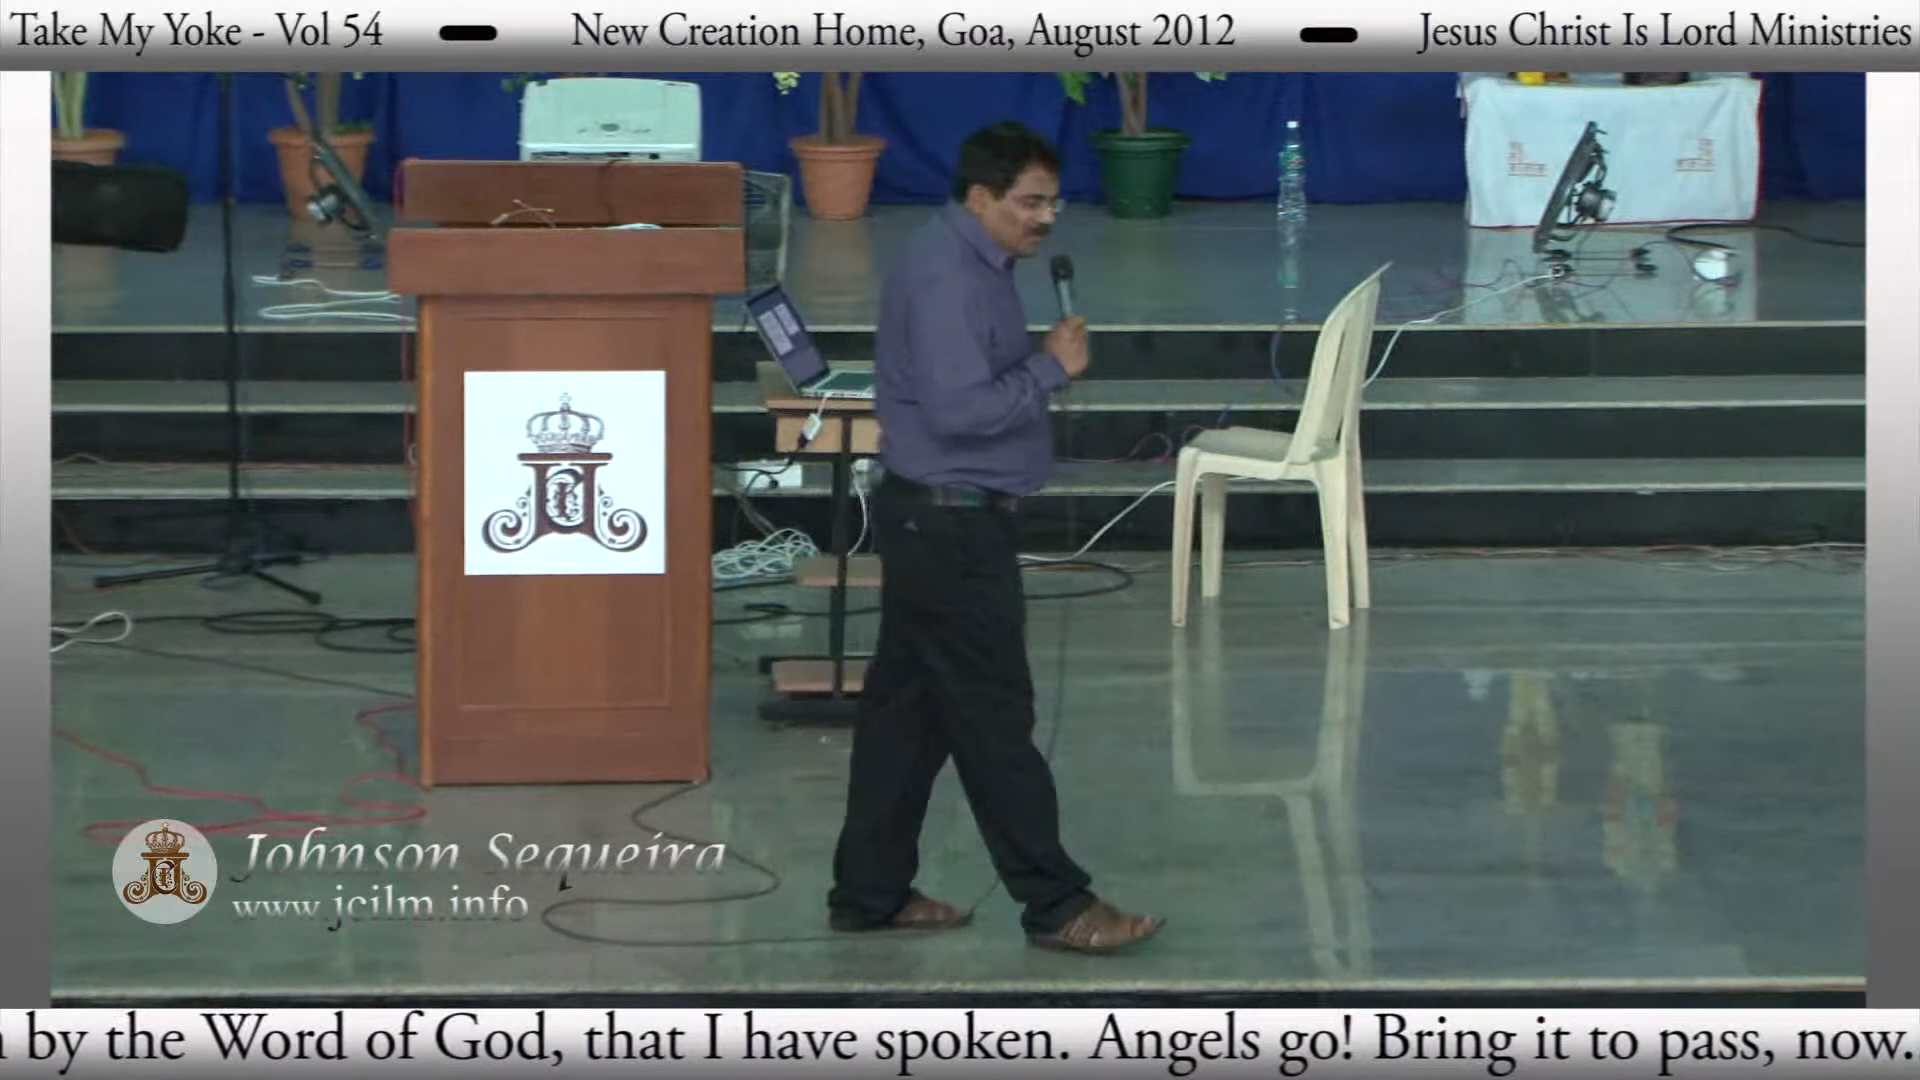 Take My Yoke - Vol 54 New Creation Home, Goa, August 2012 Jesus Christ Is Lord Ministries
Johnson Sequeira
www.jcilm.info
by the Word of God, that I have spoken. Angels go! Bring it to pass, now.